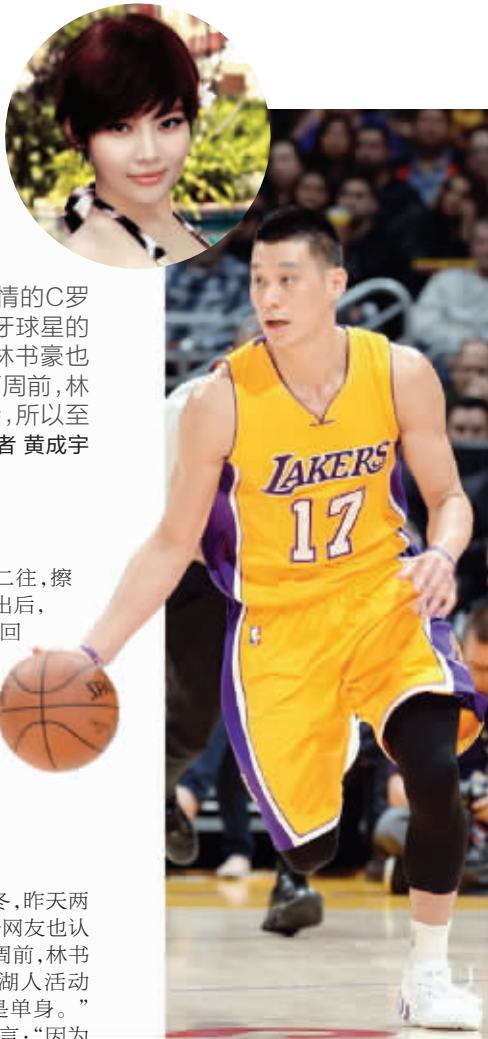 情的C罗
牙球星的
林书豪也
周前,林
,所以至
者 黄成宇
二往,擦
出后,
回
冬,昨天两
网友也认
周前,林书
湖人活动
是单身。”
言:“因为
LAKERS
17